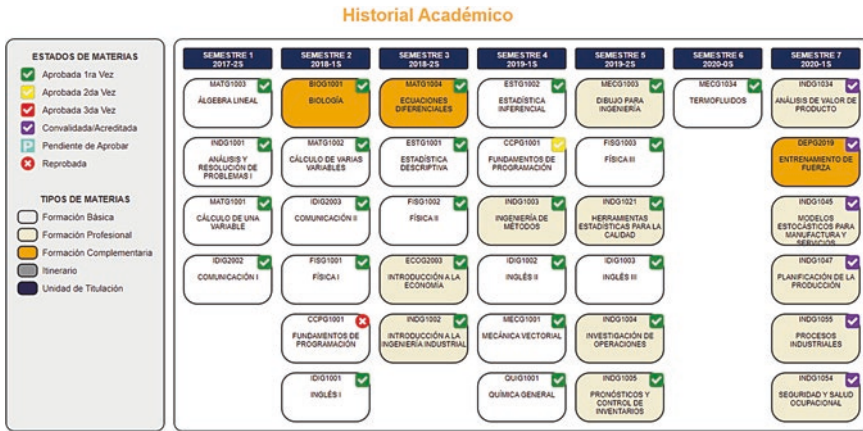 Historial Académico
ESTADOS DE MATERIAS
Aprobada 1ra Vez
Aprobada 2da Vez
Aprobada 3da Vez
Convalidada/Acreditada
P Pendiente de Aprobar
Reprobada
TIPOS DE MATERIAS
Formación Básica
Formación Profesional
Formación Complementaria
Itinerario
Unidad de Titulación
SEMESTRE 1
2017-2S
MATG1003
ÁLGEBRA LINEAL
INDG1001
ANÁLISIS Y
RESOLUCIÓN DE
PROBLEMAS I
MATG1001
CÁLCULO DE UNA
VARIABLE
IDIG2002
COMUNICACIÓN I
SEMESTRE 2
2018-1S
BIOG1001
BIOLOGÍA
MATG1002
CÁLCULO DE VARIAS
VARIABLES
IDIG2003
COMUNICACIÓN II
FISG1001
FÍSICA I
CCPG1001
FUNDAMENTOS DE
PROGRAMACIÓN
IDIG1001
INGLÉS I
SEMESTRE 3
2018-2S
MATG1004
ECUACIONES
DIFERENCIALES
ESTG1001
ESTADÍSTICA
DESCRIPTIVA
FISG1002
FÍSICA II
ECOG2003
INTRODUCCIÓN A LA
ECONOMÍA
INDG1002
INTRODUCCIÓN A LA
INGENIERÍA INDUSTRIAL
SEMESTRE 4
2019-1S
ESTG1002
ESTADÍSTICA
INFERENCIAL
CCPG1001
FUNDAMENTOS DE
PROGRAMACIÓN
INDG1003
INGENIERÍA DE
MÉTODOS
IDIG1002
INGLÉS II
MECG1001
MECÁNICA VECTORIAL
QUIG1001
QUÍMICA GENERAL
SEMESTRE 5
2019-2S
MECG1003
DIBUJO PARA
INGENIERÍA
FISG1003
FÍSICA III
INDG1021
HERRAMIENTAS
ESTADÍSTICAS PARA LA
CALIDAD
IDIG1003
INGLÉS III
INDG1004
INVESTIGACIÓN DE
OPERACIONES
INDG1005
PRONÓSTICOS Y
CONTROL DE
INVENTARIOS
SEMESTRE 6
2020-0S
MECG1034
TERMOFLUIDOS
SEMESTRE 7
2020-1S
INDG1034
ANÁLISIS DE VALOR DE
PRODUCTO
DEPG2019
ENTRENAMIENTO DE
FUERZA
INDG1045
MODELOS
ESTOCÁSTICOS PARA
MANUFACTURA Y
SERVICIOS
INDG1047
PLANIFICACIÓN DE LA
PRODUCCIÓN
INDG1055
PROCESOS
INDUSTRIALES
INDG1054
SEGURIDAD Y SALUD
OCUPACIONAL